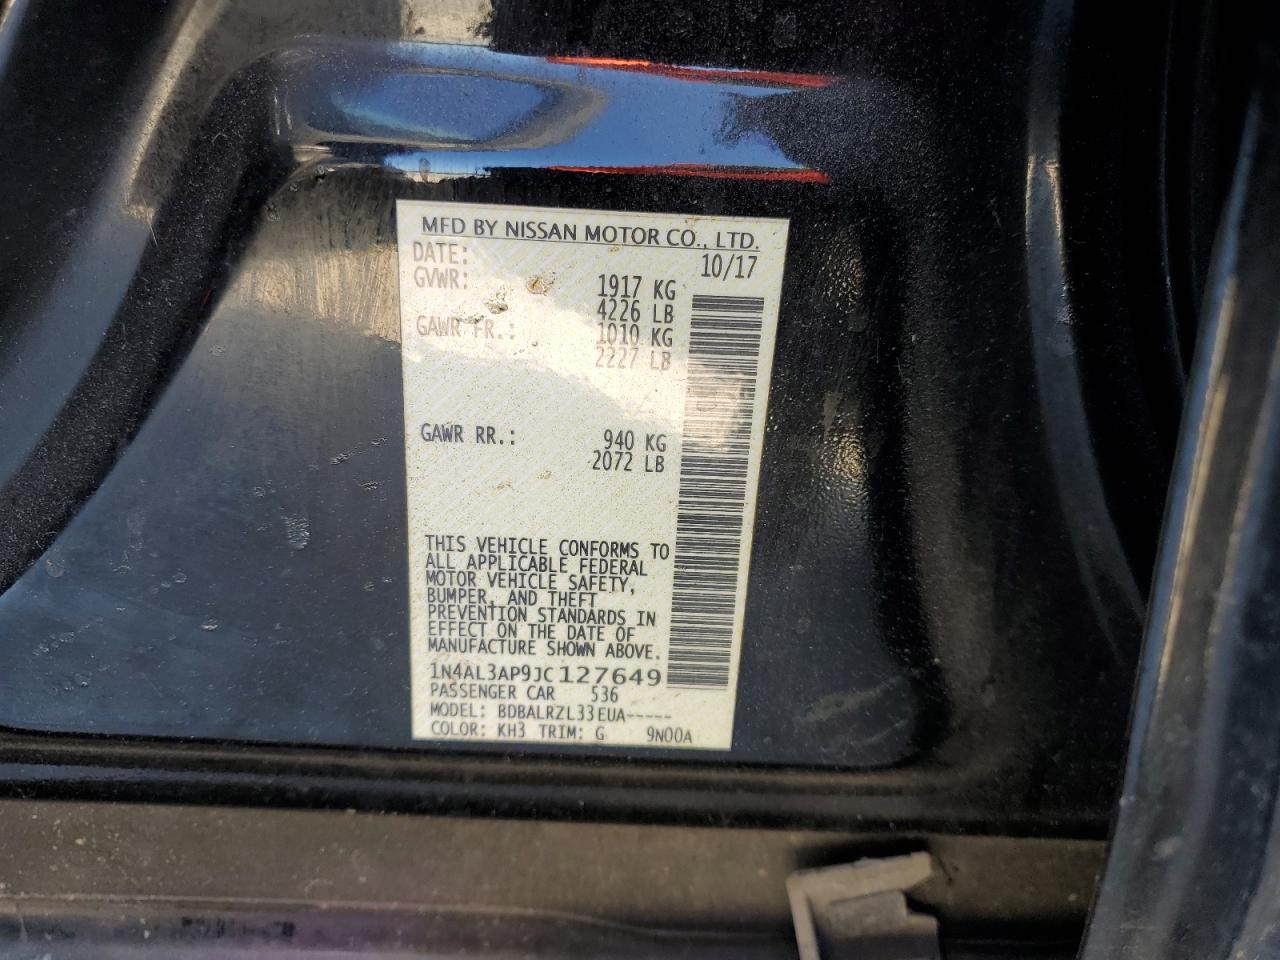 MFD BY NISSAN MOTOR CO., LTD.
DATE: 10/17
GVWR: 1917 KG
4226 LB
GAWR FR.: 1010 KG
2227 LB
GAWR RR.: 940 KG
2072 LB
THIS VEHICLE CONFORMS TO
ALL APPLICABLE FEDERAL
MOTOR VEHICLE SAFETY,
BUMPER, AND THEFT
PREVENTION STANDARDS IN
EFFECT ON THE DATE OF
MANUFACTURE SHOWN ABOVE.
1N4AL3AP9JC127649
PASSENGER CAR 536
MODEL: BDBALRZL33EUA-----
COLOR: KH3 TRIM: G 9N00A